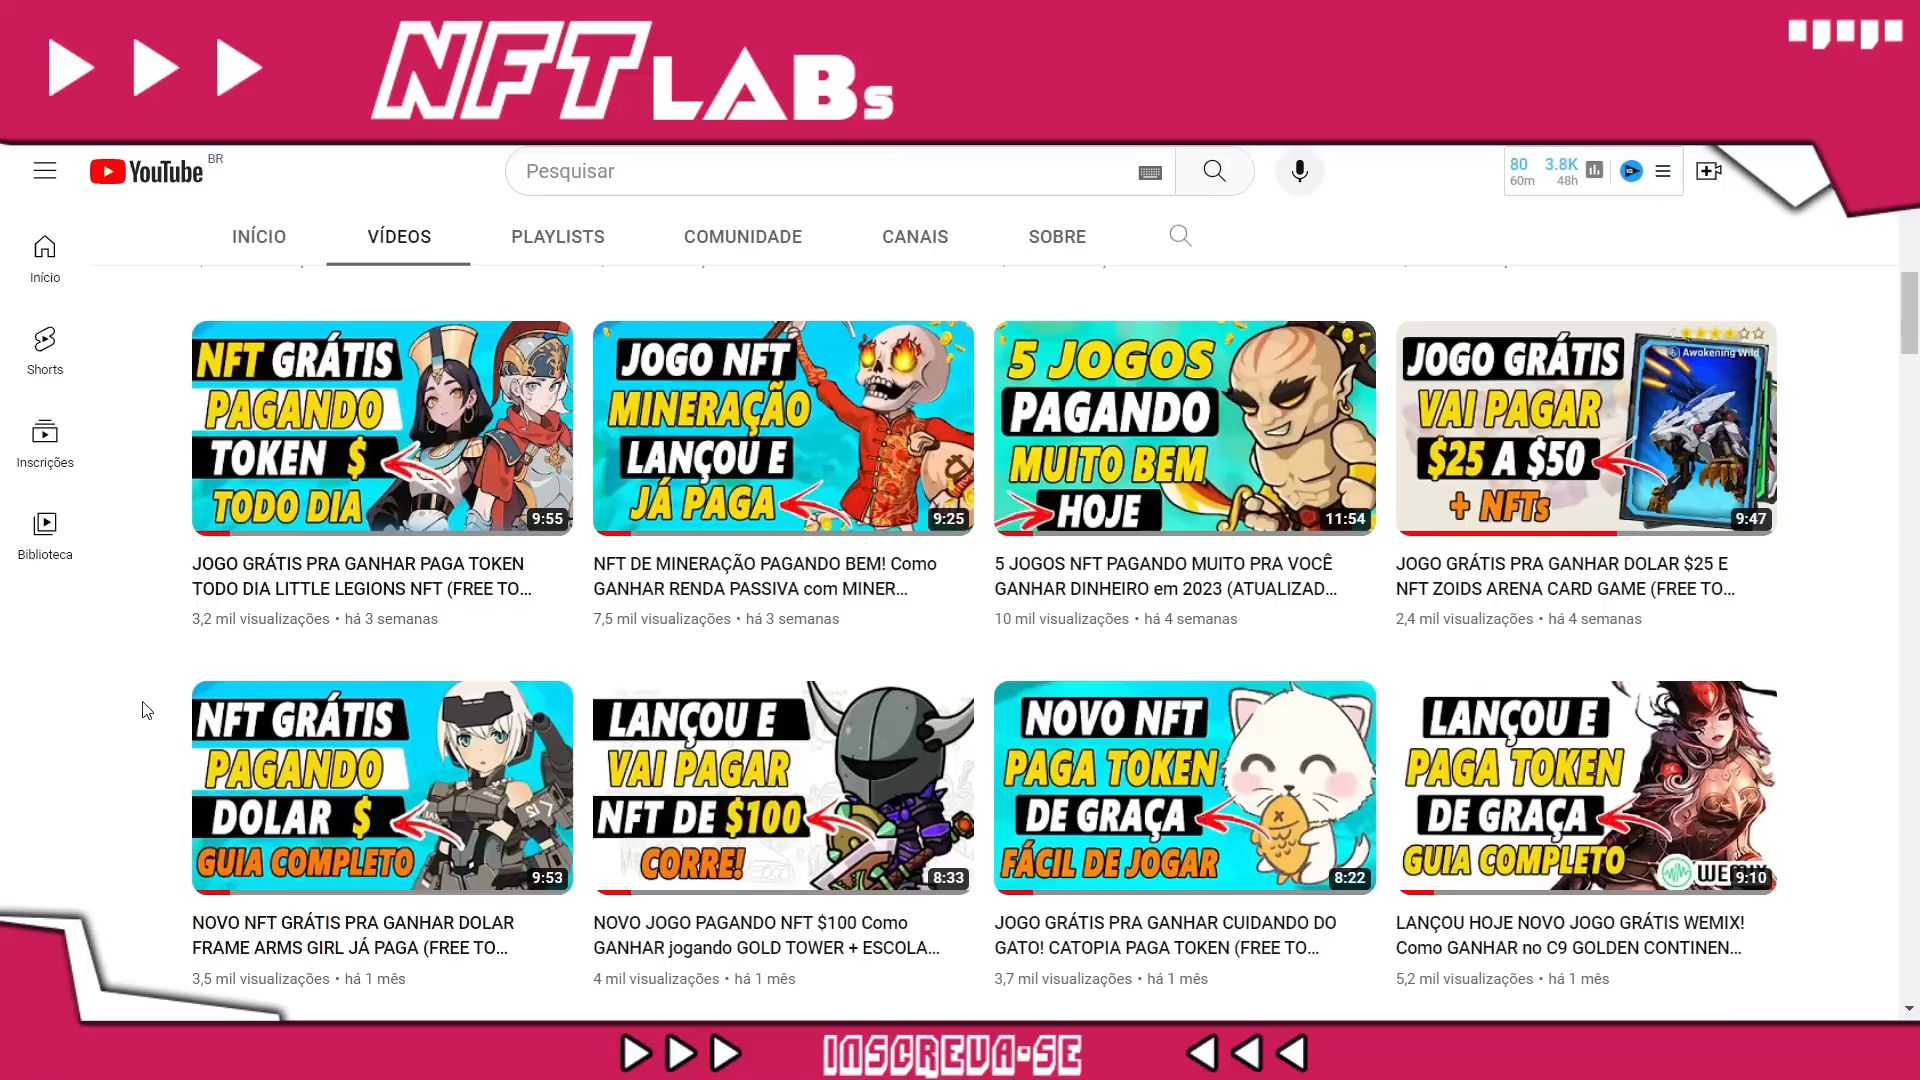 NFT LABs
YouTube BR
Pesquisar
80 3.8K
60m 48h
INÍCIO VÍDEOS PLAYLISTS COMUNIDADE CANAIS SOBRE
Início
Shorts
Inscrições
Biblioteca
NFT GRÁTIS
PAGANDO
TOKEN $
TODO DIA
9:55
JOGO NFT
MINERAÇÃO
LANÇOU E
JÁ PAGA
9:25
5 JOGOS
PAGANDO
MUITO BEM
HOJE
11:54
Awakening Wild
JOGO GRÁTIS
VAI PAGAR
$25 A $50
+ NFTs
9:47
JOGO GRÁTIS PRA GANHAR PAGA TOKEN
TODO DIA LITTLE LEGIONS NFT (FREE TO...
3,2 mil visualizações • há 3 semanas
NFT DE MINERAÇÃO PAGANDO BEM! Como
GANHAR RENDA PASSIVA com MINER...
7,5 mil visualizações • há 3 semanas
5 JOGOS NFT PAGANDO MUITO PRA VOCÊ
GANHAR DINHEIRO em 2023 (ATUALIZAD...
10 mil visualizações • há 4 semanas
JOGO GRÁTIS PRA GANHAR DOLAR $25 E
NFT ZOIDS ARENA CARD GAME (FREE TO...
2,4 mil visualizações • há 4 semanas
NFT GRÁTIS
PAGANDO
DOLAR $
GUIA COMPLETO
9:53
LANÇOU E
VAI PAGAR
NFT DE $100
CORRE!
8:33
NOVO NFT
PAGA TOKEN
DE GRAÇA
FÁCIL DE JOGAR
8:22
LANÇOU E
PAGA TOKEN
DE GRAÇA
GUIA COMPLETO
9:10
NOVO NFT GRÁTIS PRA GANHAR DOLAR
FRAME ARMS GIRL JÁ PAGA (FREE TO...
3,5 mil visualizações • há 1 mês
NOVO JOGO PAGANDO NFT $100 Como
GANHAR jogando GOLD TOWER + ESCOLA...
4 mil visualizações • há 1 mês
JOGO GRÁTIS PRA GANHAR CUIDANDO DO
GATO! CATOPIA PAGA TOKEN (FREE TO...
3,7 mil visualizações • há 1 mês
LANÇOU HOJE NOVO JOGO GRÁTIS WEMIX!
Como GANHAR no C9 GOLDEN CONTINEN...
5,2 mil visualizações • há 1 mês
INSCREVA-SE